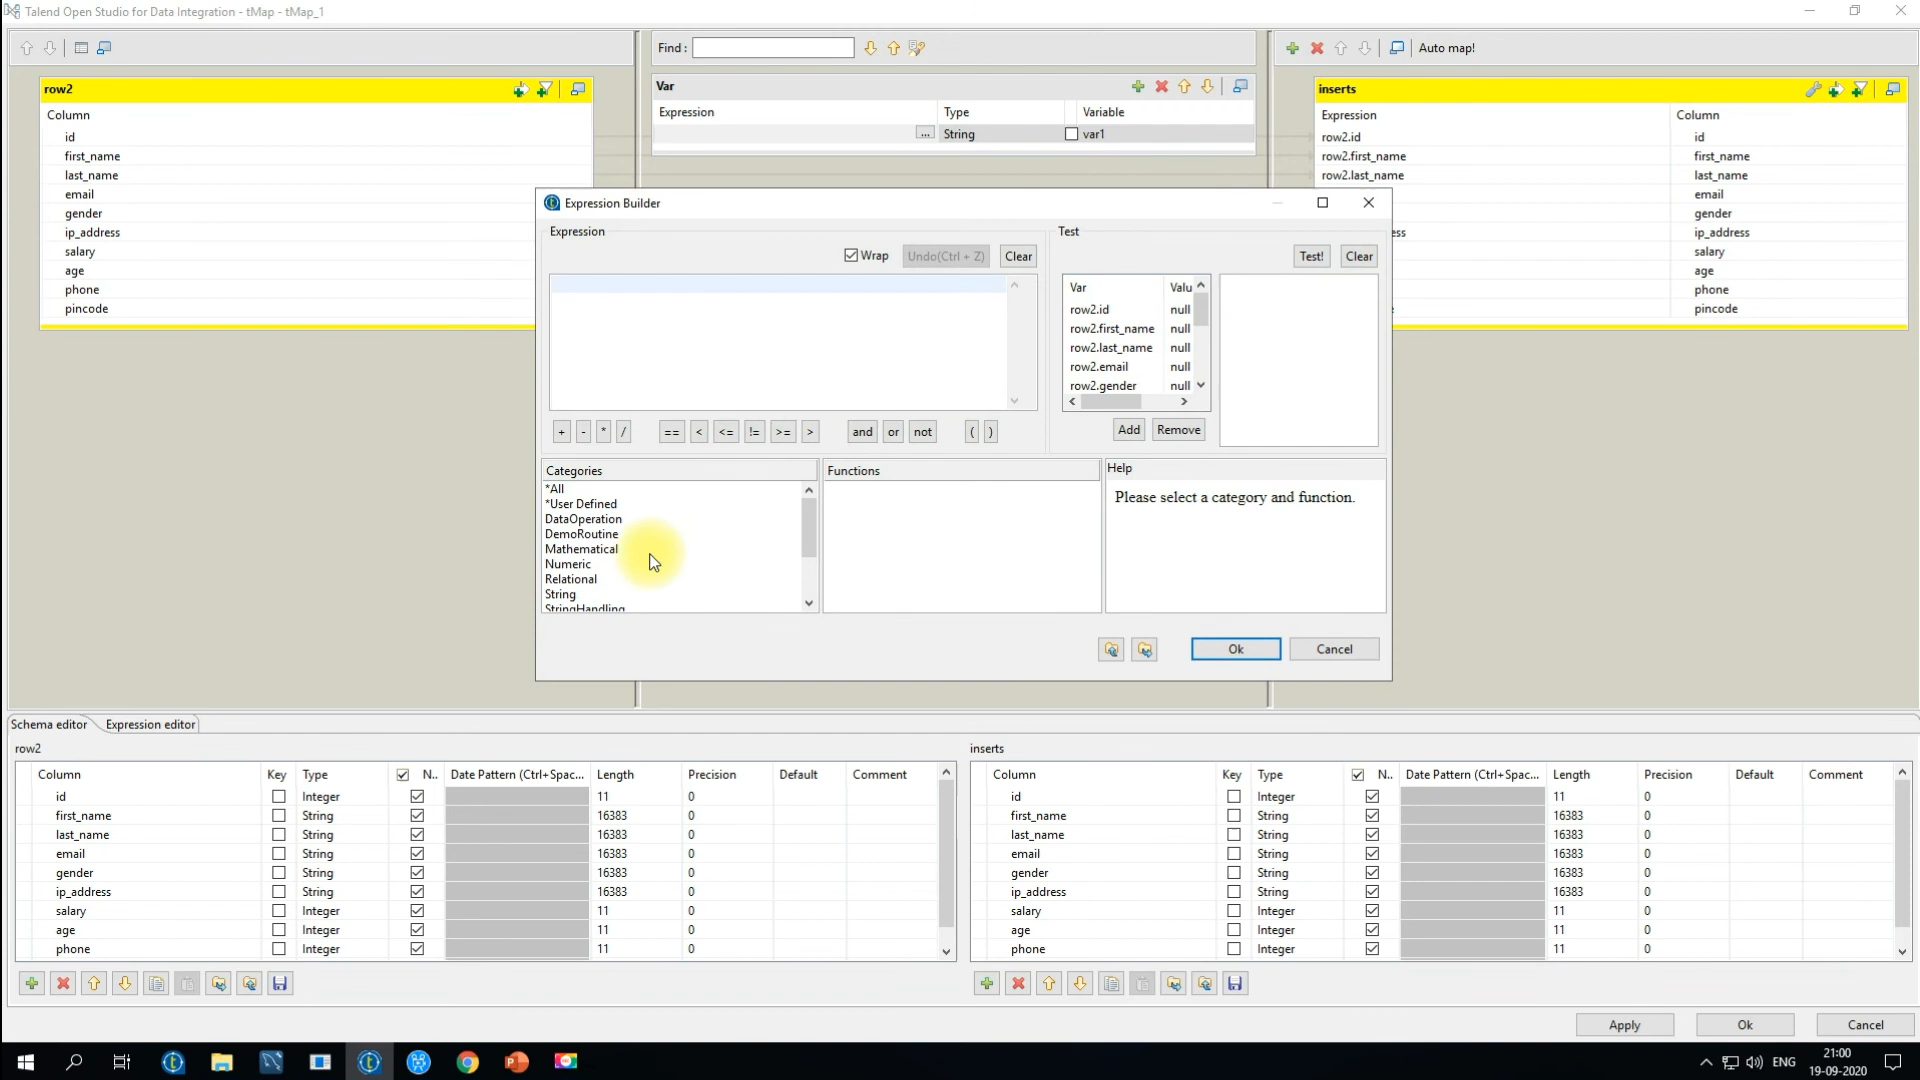 Talend Open Studio for Data Integration - tMap - tMap_1
Find :
Auto map!
row2
Column
id
first_name
last_name
email
gender
ip_address
salary
age
phone
pincode
Var
Expression Type Variable
... String var1
inserts
Expression Column
row2.id id
row2.first_name first_name
row2.last_name last_name
email
gender
ess ip_address
salary
age
phone
pincode
Expression Builder
Expression
Wrap Undo(Ctrl + Z) Clear
Test
Test! Clear
Var Valu
row2.id null
row2.first_name null
row2.last_name null
row2.email null
row2.gender null
Add Remove
+ - * / == < <= != >= > and or not ( )
Categories
*All
*User Defined
DataOperation
DemoRoutine
Mathematical
Numeric
Relational
String
StringHandling
Functions
Help
Please select a category and function.
Ok Cancel
Schema editor Expression editor
row2
Column Key Type N.. Date Pattern (Ctrl+Spac... Length Precision Default Comment
id Integer 11 0
first_name String 16383 0
last_name String 16383 0
email String 16383 0
gender String 16383 0
ip_address String 16383 0
salary Integer 11 0
age Integer 11 0
phone Integer 11 0
inserts
Column Key Type N.. Date Pattern (Ctrl+Spac... Length Precision Default Comment
id Integer 11 0
first_name String 16383 0
last_name String 16383 0
email String 16383 0
gender String 16383 0
ip_address String 16383 0
salary Integer 11 0
age Integer 11 0
phone Integer 11 0
Apply Ok Cancel
ENG
21:00
19-09-2020